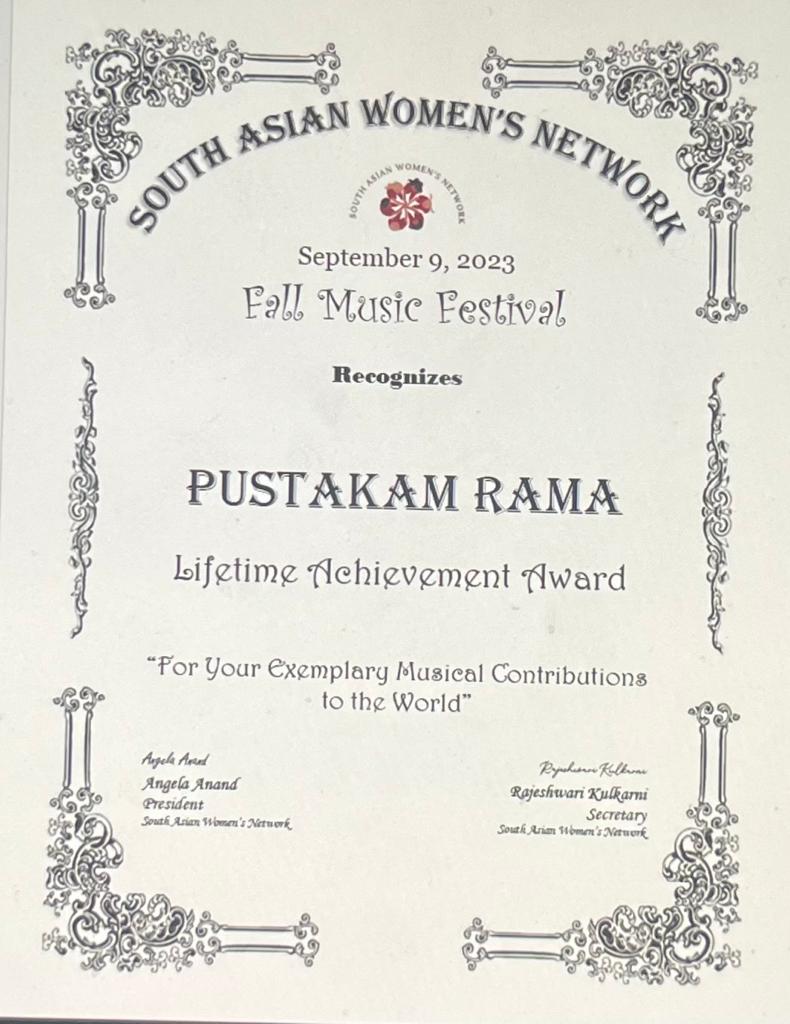 SOUTH ASIAN WOMEN'S NETWORK
SOUTH ASIAN WOMEN'S NETWORK
September 9, 2023
Fall Music Festival
Recognizes
PUSTAKAM RAMA
Lifetime Achievement Award
“For Your Exemplary Musical Contributions
to the World”
Angela Anand
Angela Anand
President
South Asian Women's Network
Rajeshwari Kulkarni
Rajeshwari Kulkarni
Secretary
South Asian Women's Network